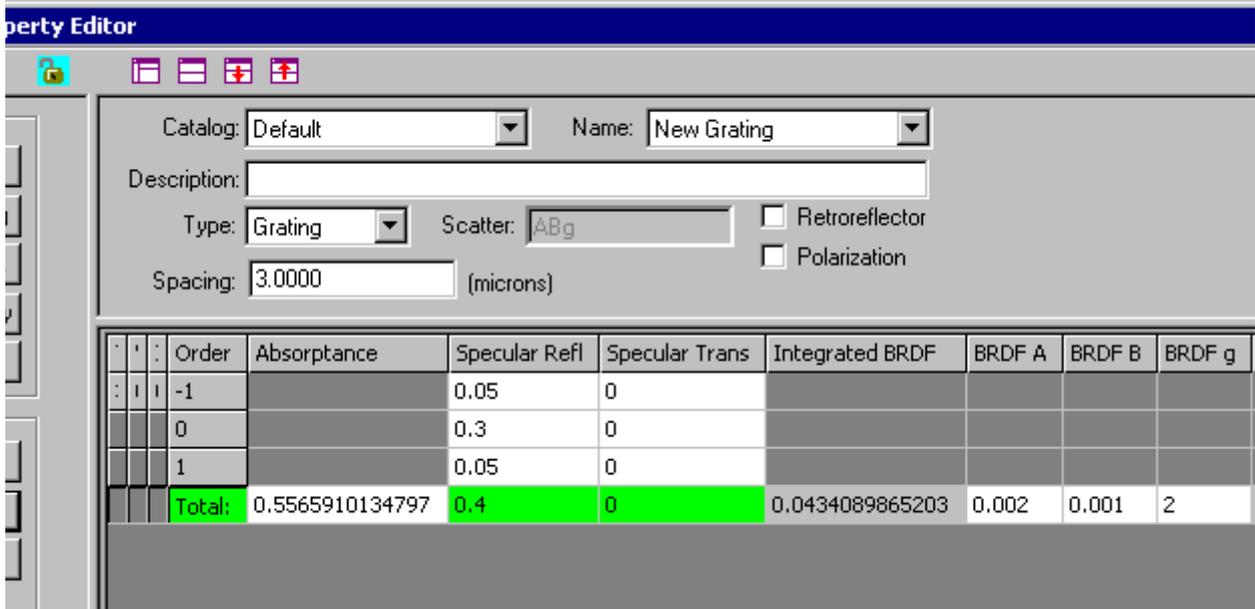 perty Editor
Catalog: Default Name: New Grating
Description:
Type: Grating Scatter: ABg Retroreflector
Polarization
Spacing: 3.0000 (microns)
Order Absorptance Specular Refl Specular Trans Integrated BRDF BRDF A BRDF B BRDF g
-1 0.05 0
0 0.3 0
1 0.05 0
Total: 0.5565910134797 0.4 0 0.0434089865203 0.002 0.001 2